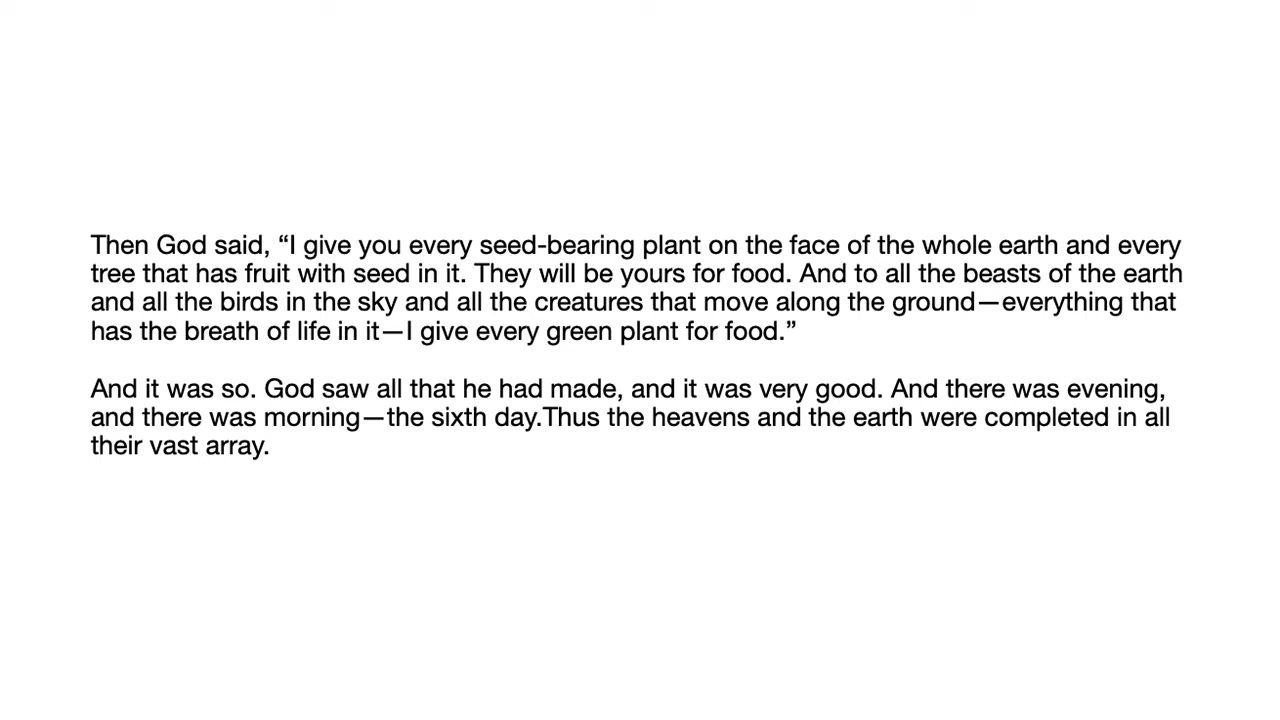 Then God said, “I give you every seed-bearing plant on the face of the whole earth and every
tree that has fruit with seed in it. They will be yours for food. And to all the beasts of the earth
and all the birds in the sky and all the creatures that move along the ground—everything that
has the breath of life in it—I give every green plant for food.”
And it was so. God saw all that he had made, and it was very good. And there was evening,
and there was morning—the sixth day.Thus the heavens and the earth were completed in all
their vast array.